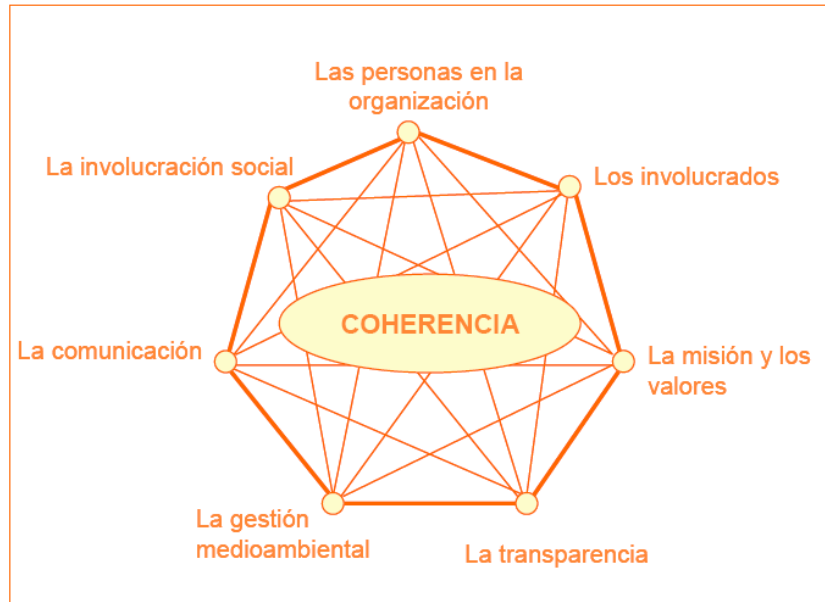 Las personas en la
organización
La involucración social
Los involucrados
COHERENCIA
La comunicación
La misión y los
valores
La gestión
medioambiental
La transparencia